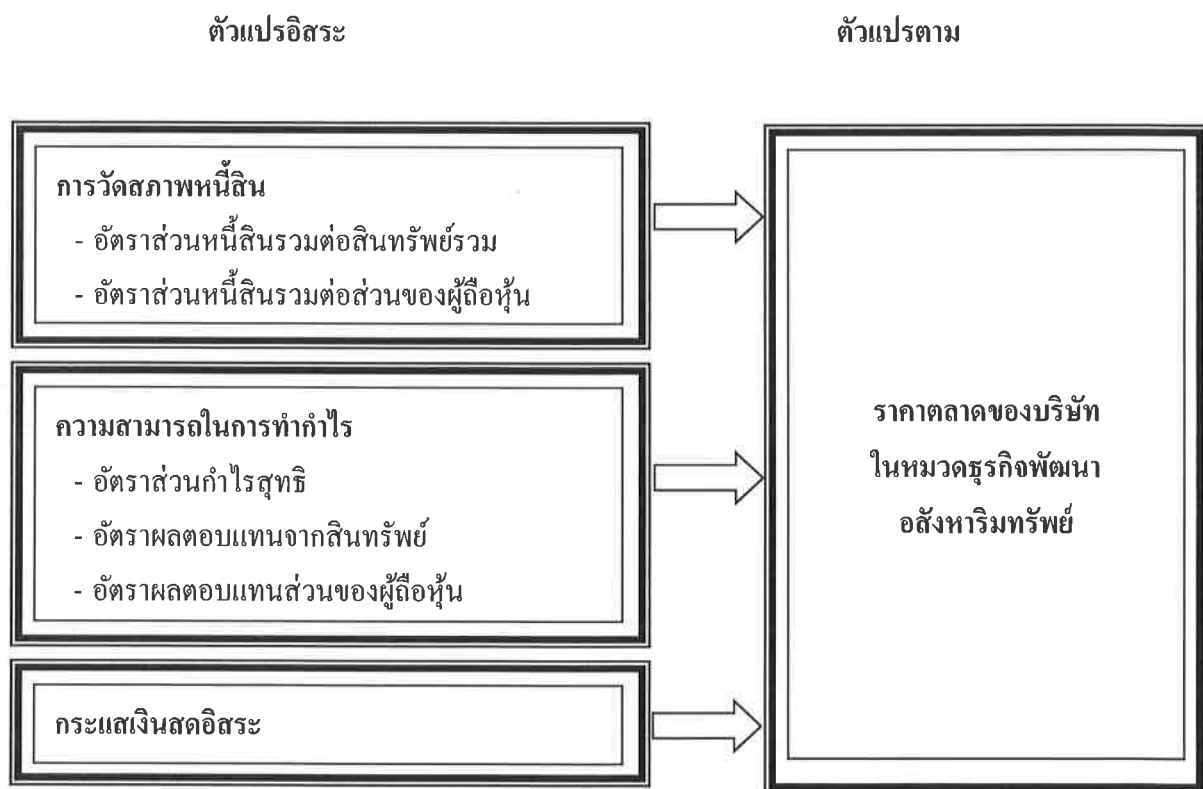 ตัวแปรอิสระ
ตัวแปรตาม
การวัดสภาพหนี้สิน
- อัตราส่วนหนี้สินรวมต่อสินทรัพย์รวม
- อัตราส่วนหนี้สินรวมต่อส่วนของผู้ถือหุ้น
ความสามารถในการทำกำไร
- อัตราส่วนกำไรสุทธิ
- อัตราผลตอบแทนจากสินทรัพย์
- อัตราผลตอบแทนส่วนของผู้ถือหุ้น
กระแสเงินสดอิสระ
ราคาตลาดของบริษัท
ในหมวดธุรกิจพัฒนา
อสังหาริมทรัพย์